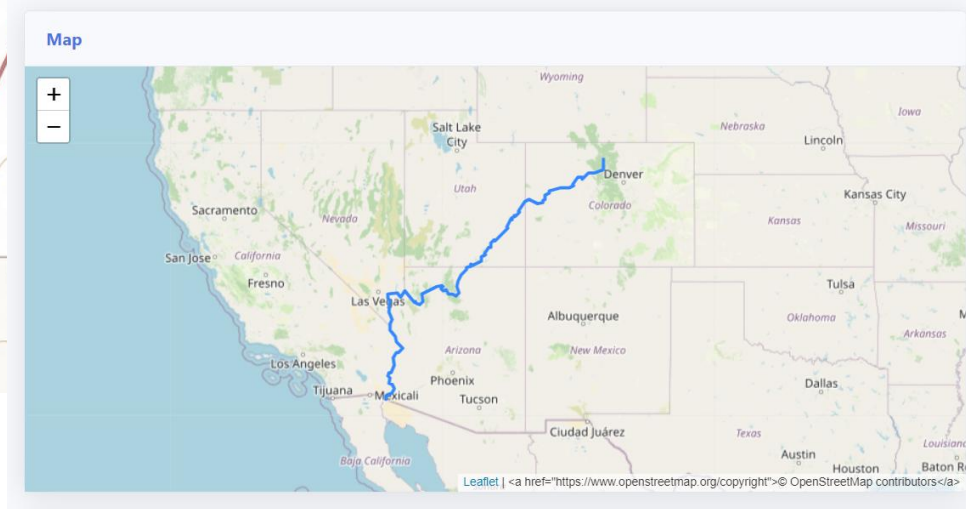 Map
+
−
Wyoming
Iowa
Nebraska
Salt Lake
City
Lincoln
Denver
Utah
Kansas City
Colorado
Sacramento
Nevada
Kansas
Missouri
San Jose
California
Fresno
Tulsa
Las Vegas
Albuquerque
Oklahoma
Arkansas
Arizona
New Mexico
Los Angeles
Phoenix
Dallas
Tijuana
Mexicali
Tucson
Ciudad Juárez
Texas
Louisiana
Austin
Baja California
Houston
Baton R
Leaflet | <a href="https://www.openstreetmap.org/copyright">© OpenStreetMap contributors</a>